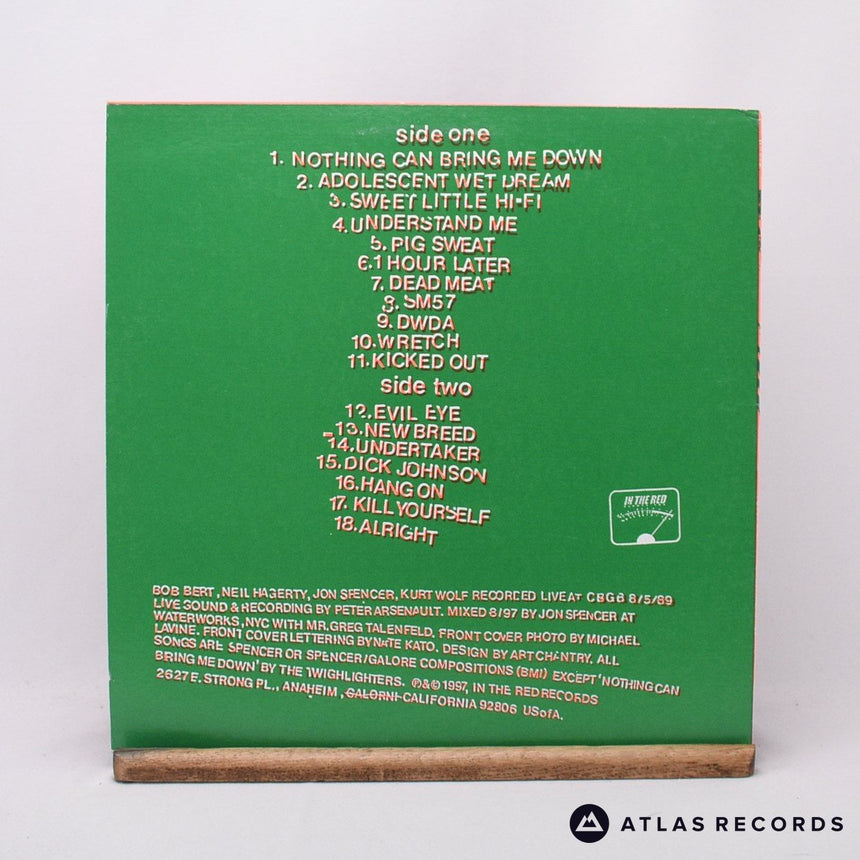 side one
1. NOTHING CAN BRING ME DOWN
2. ADOLESCENT WET DREAM
3. SWEET LITTLE HI-FI
4. UNDERSTAND ME
5. PIG SWEAT
6. 1 HOUR LATER
7. DEAD MEAT
8. SM57
9. DWDA
10. WRETCH
11. KICKED OUT
side two
12. EVIL EYE
13. NEW BREED
14. UNDERTAKER
15. DICK JOHNSON
16. HANG ON
17. KILL YOURSELF
18. ALRIGHT
IN THE RED
BOB BERT, NEIL HAGERTY, JON SPENCER, KURT WOLF RECORDED LIVE AT CBGB 8/5/89
LIVE SOUND & RECORDING BY PETER ARSENAULT. MIXED 8/97 BY JON SPENCER AT
WATERWORKS, NYC WITH MR. GREG TALENFELD. FRONT COVER PHOTO BY MICHAEL
LAVINE. FRONT COVER LETTERING BY NATE KATO. DESIGN BY ART CHANTRY. ALL
SONGS ARE SPENCER OR SPENCER/GALORE COMPOSITIONS (BMI) EXCEPT 'NOTHING CAN
BRING ME DOWN' BY THE TWIGHLIGHTERS. ℗&© 1997, IN THE RED RECORDS
2627 E. STRONG PL., ANAHEIM, GALORNI CALIFORNIA 92806 USofA.
ATLAS RECORDS